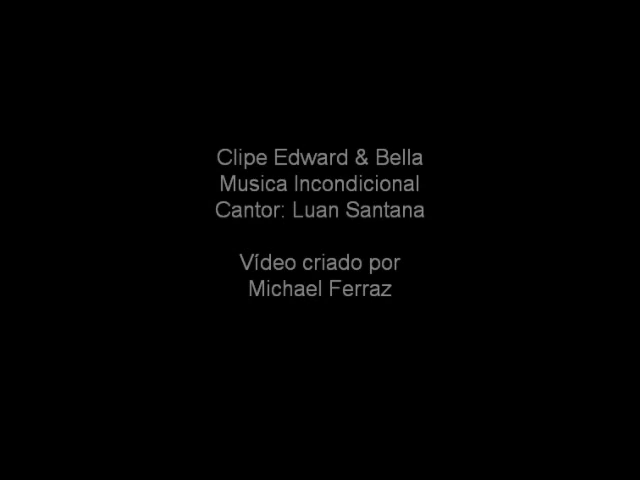 Clipe Edward & Bella
Musica Incondicional
Cantor: Luan Santana
Vídeo criado por
Michael Ferraz